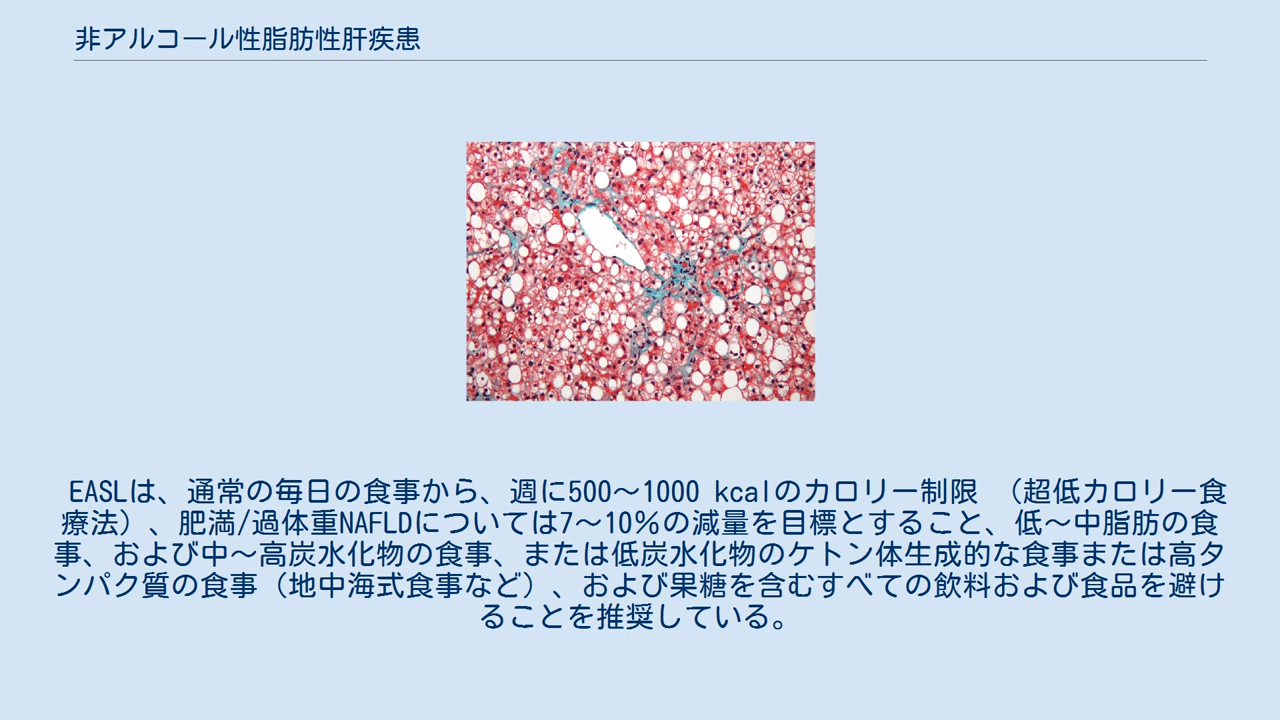 非アルコール性脂肪性肝疾患
EASLは、通常の毎日の食事から、週に500〜1000 kcalのカロリー制限 （超低カロリー食
療法）、肥満/過体重NAFLDについては7〜10％の減量を目標とすること、低〜中脂肪の食
事、および中〜高炭水化物の食事、または低炭水化物のケトン体生成的な食事または高タ
ンパク質の食事（地中海式食事など）、および果糖を含むすべての飲料および食品を避け
ることを推奨している。